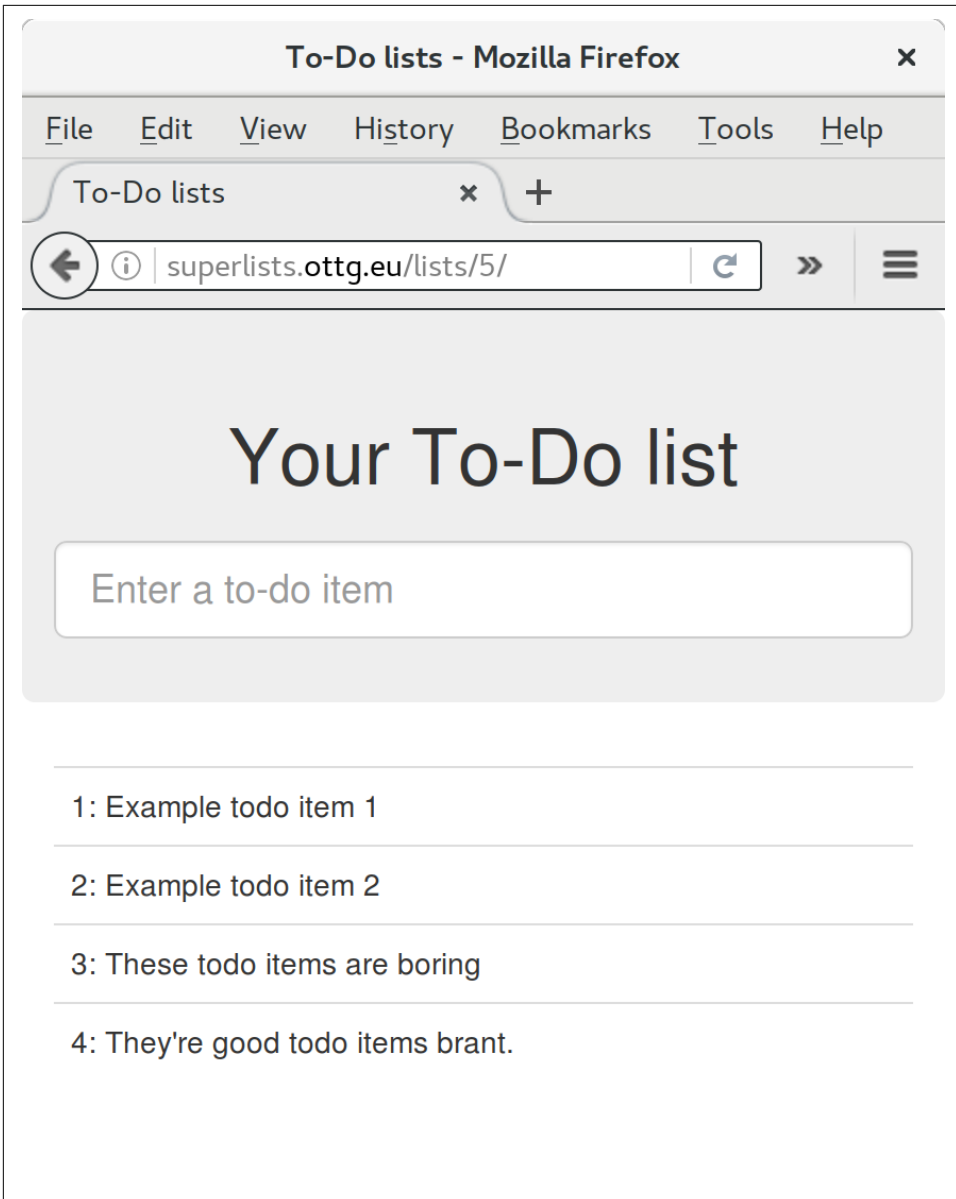 To-Do lists - Mozilla Firefox
File Edit View History Bookmarks Tools Help
To-Do lists
superlists.ottg.eu/lists/5/
Your To-Do list
Enter a to-do item
1: Example todo item 1
2: Example todo item 2
3: These todo items are boring
4: They're good todo items brant.